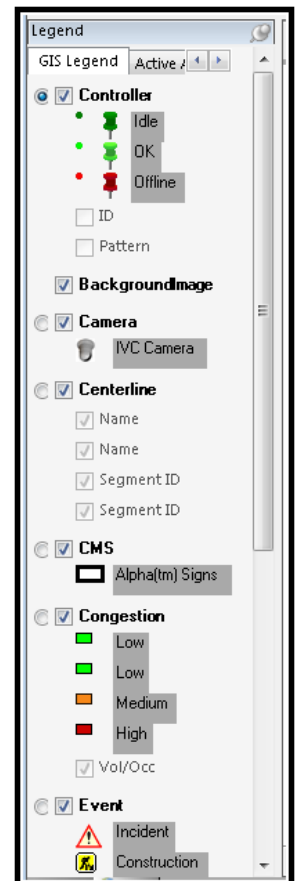 Legend
GIS Legend Active A
Controller
Idle
OK
Offline
ID
Pattern
BackgroundImage
Camera
IVC Camera
Centerline
Name
Name
Segment ID
Segment ID
CMS
Alpha(tm) Signs
Congestion
Low
Low
Medium
High
Vol/Occ
Event
Incident
Construction